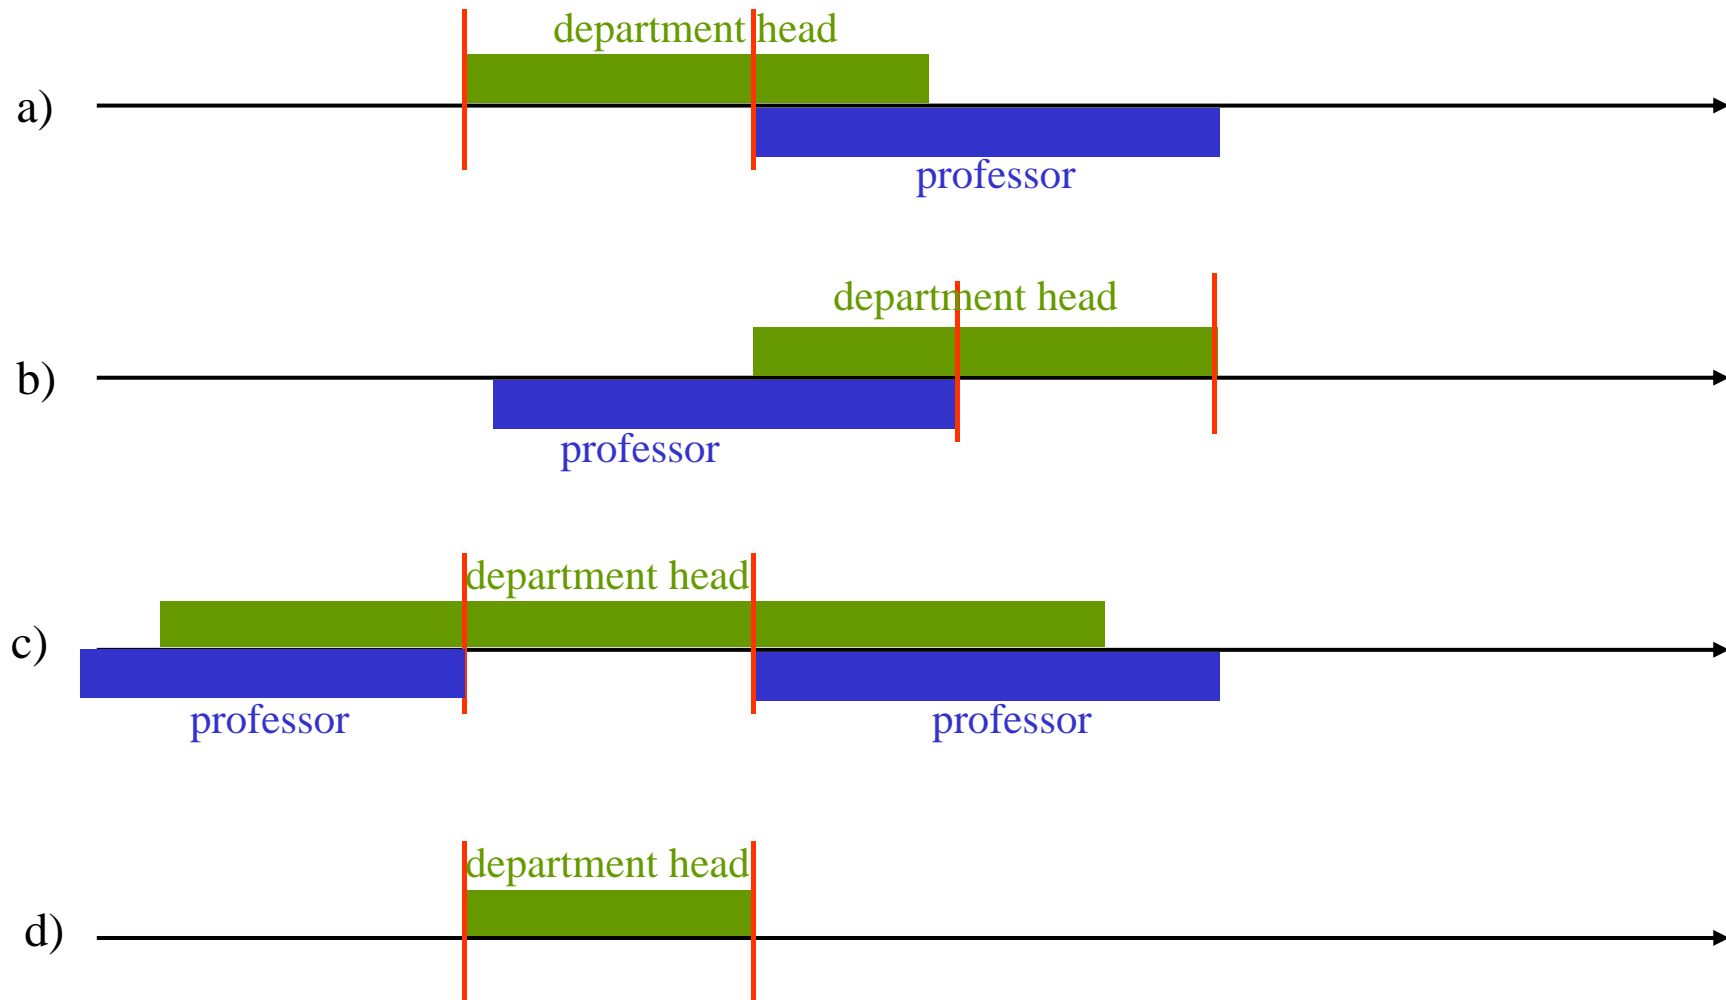 department head
a)
professor
department head
b)
professor
department head
c)
professor professor
department head
d)